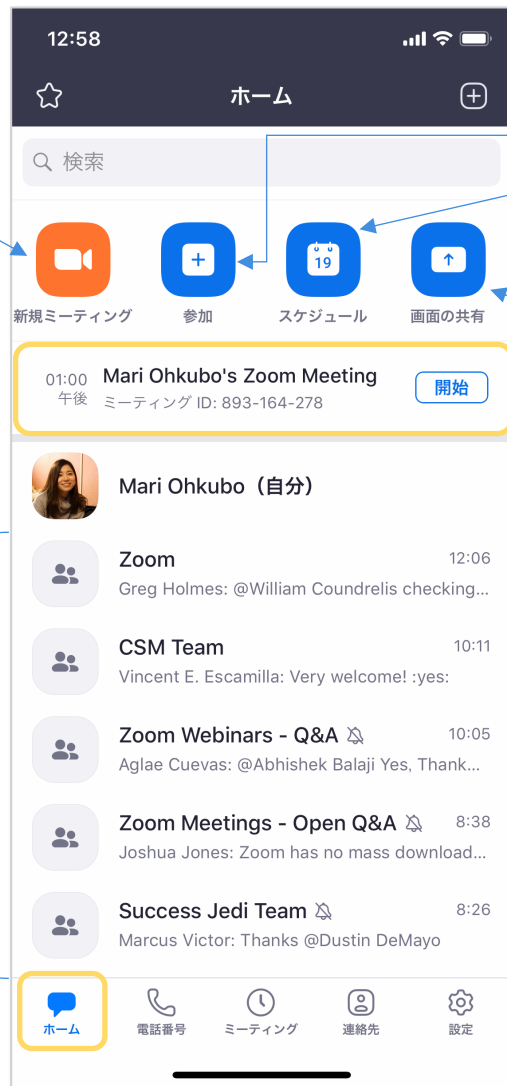 12:58
ホーム
検索
19
新規ミーティング
参加
スケジュール
画面の共有
01:00
午後
Mari Ohkubo's Zoom Meeting
ミーティング ID: 893-164-278
開始
Mari Ohkubo（自分）
Zoom 12:06
Greg Holmes: @William Coundrelis checking...
CSM Team 10:11
Vincent E. Escamilla: Very welcome! :yes:
Zoom Webinars - Q&A 10:05
Aglae Cuevas: @Abhishek Balaji Yes, Thank...
Zoom Meetings - Open Q&A 8:38
Joshua Jones: Zoom has no mass download...
Success Jedi Team 8:26
Marcus Victor: Thanks @Dustin DeMayo
ホーム
電話番号
ミーティング
連絡先
設定